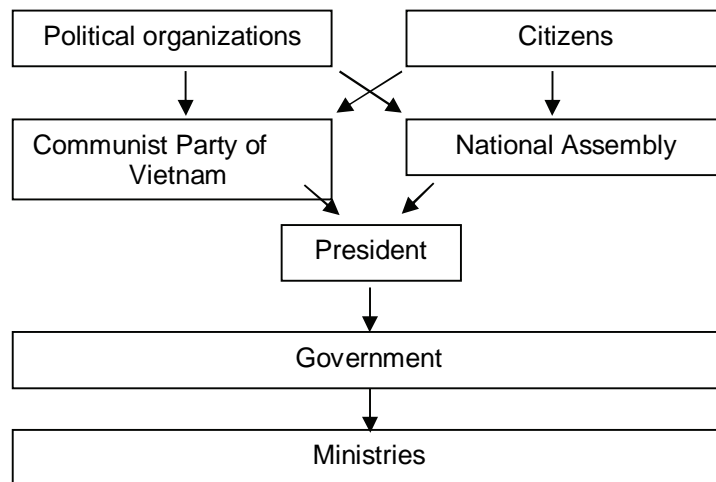 Political organizations
Citizens
Communist Party of
Vietnam
National Assembly
President
Government
Ministries